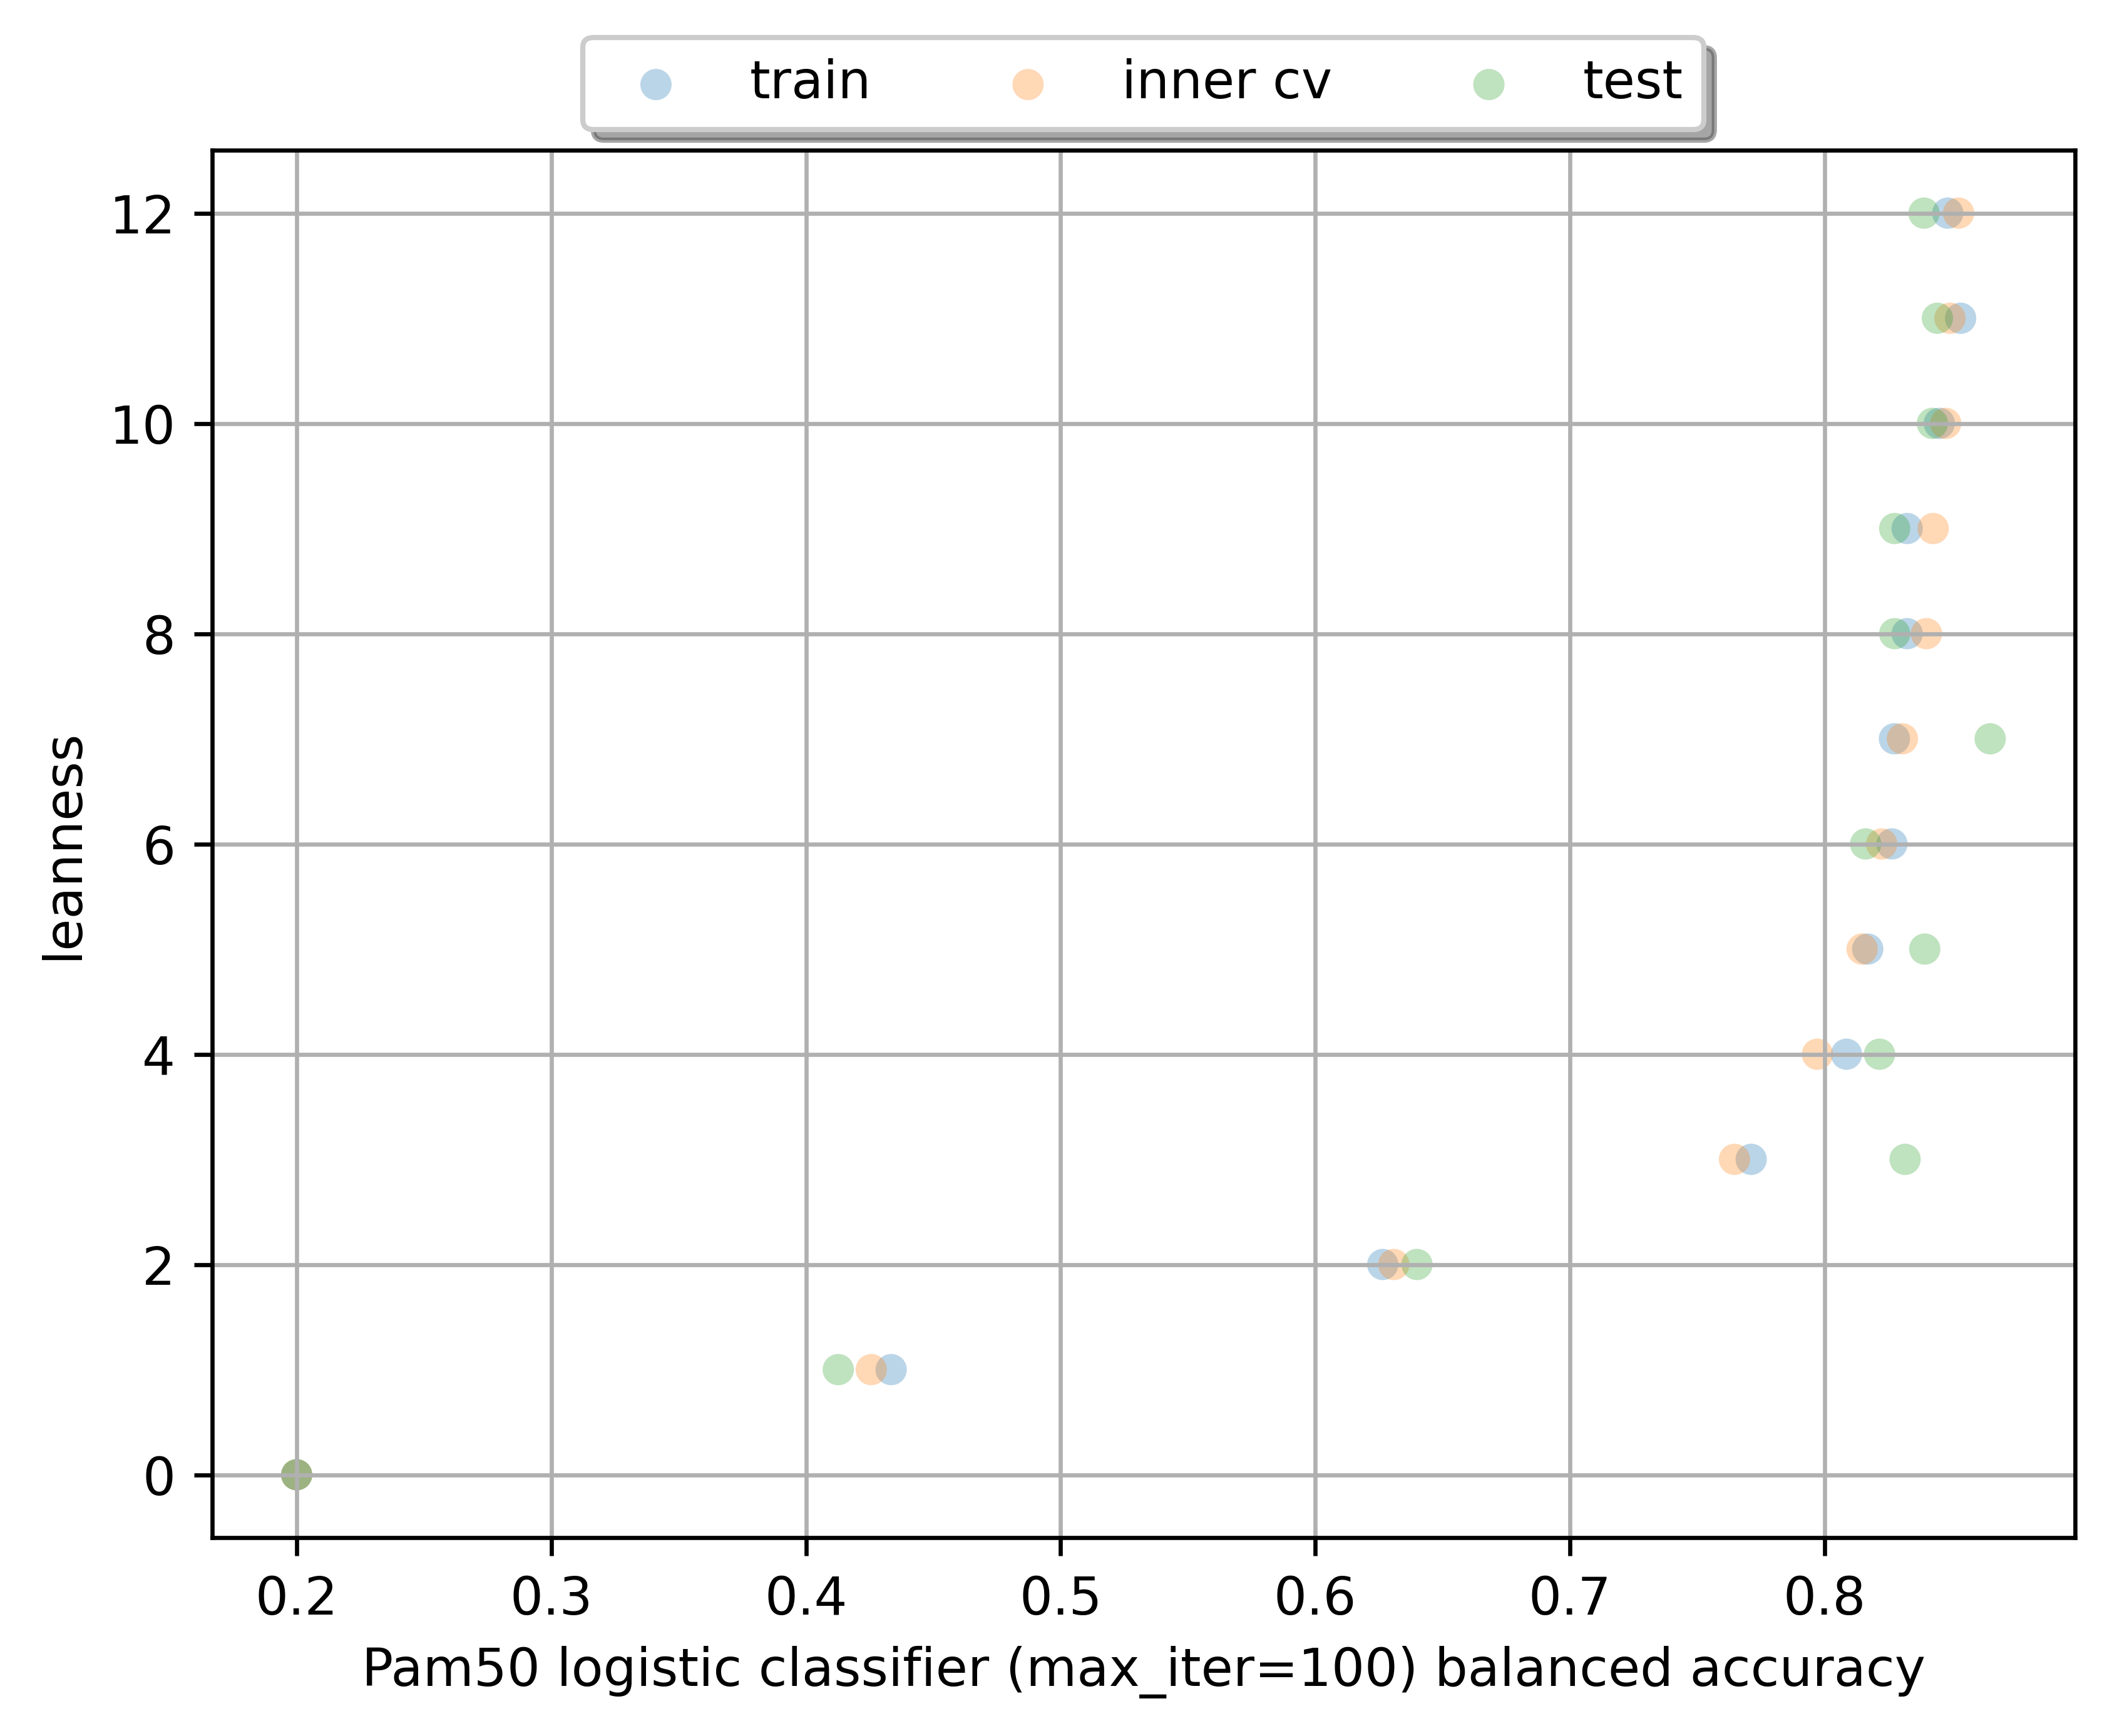 train inner cv test
12
10
8
6
4
2
0
leanness
0.2 0.3 0.4 0.5 0.6 0.7 0.8
Pam50 logistic classifier (max_iter=100) balanced accuracy